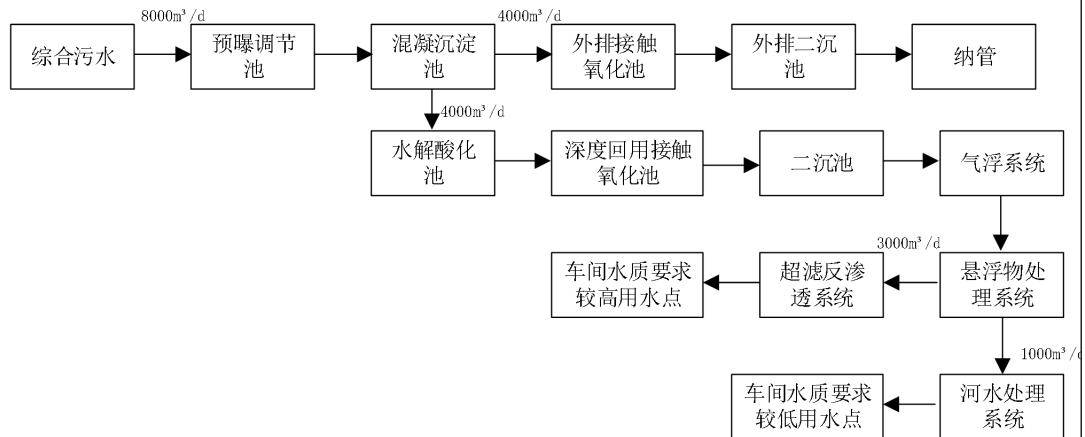 8000m³/d
4000m³/d
综合污水
预曝调节
池
混凝沉淀
池
外排接触
氧化池
外排二沉
池
纳管
4000m³/d
水解酸化
池
深度回用接触
氧化池
二沉池
气浮系统
3000m³/d
车间水质要求
较高用水点
超滤反渗
透系统
悬浮物处
理系统
1000m³/d
车间水质要求
较低用水点
河水处理
系统